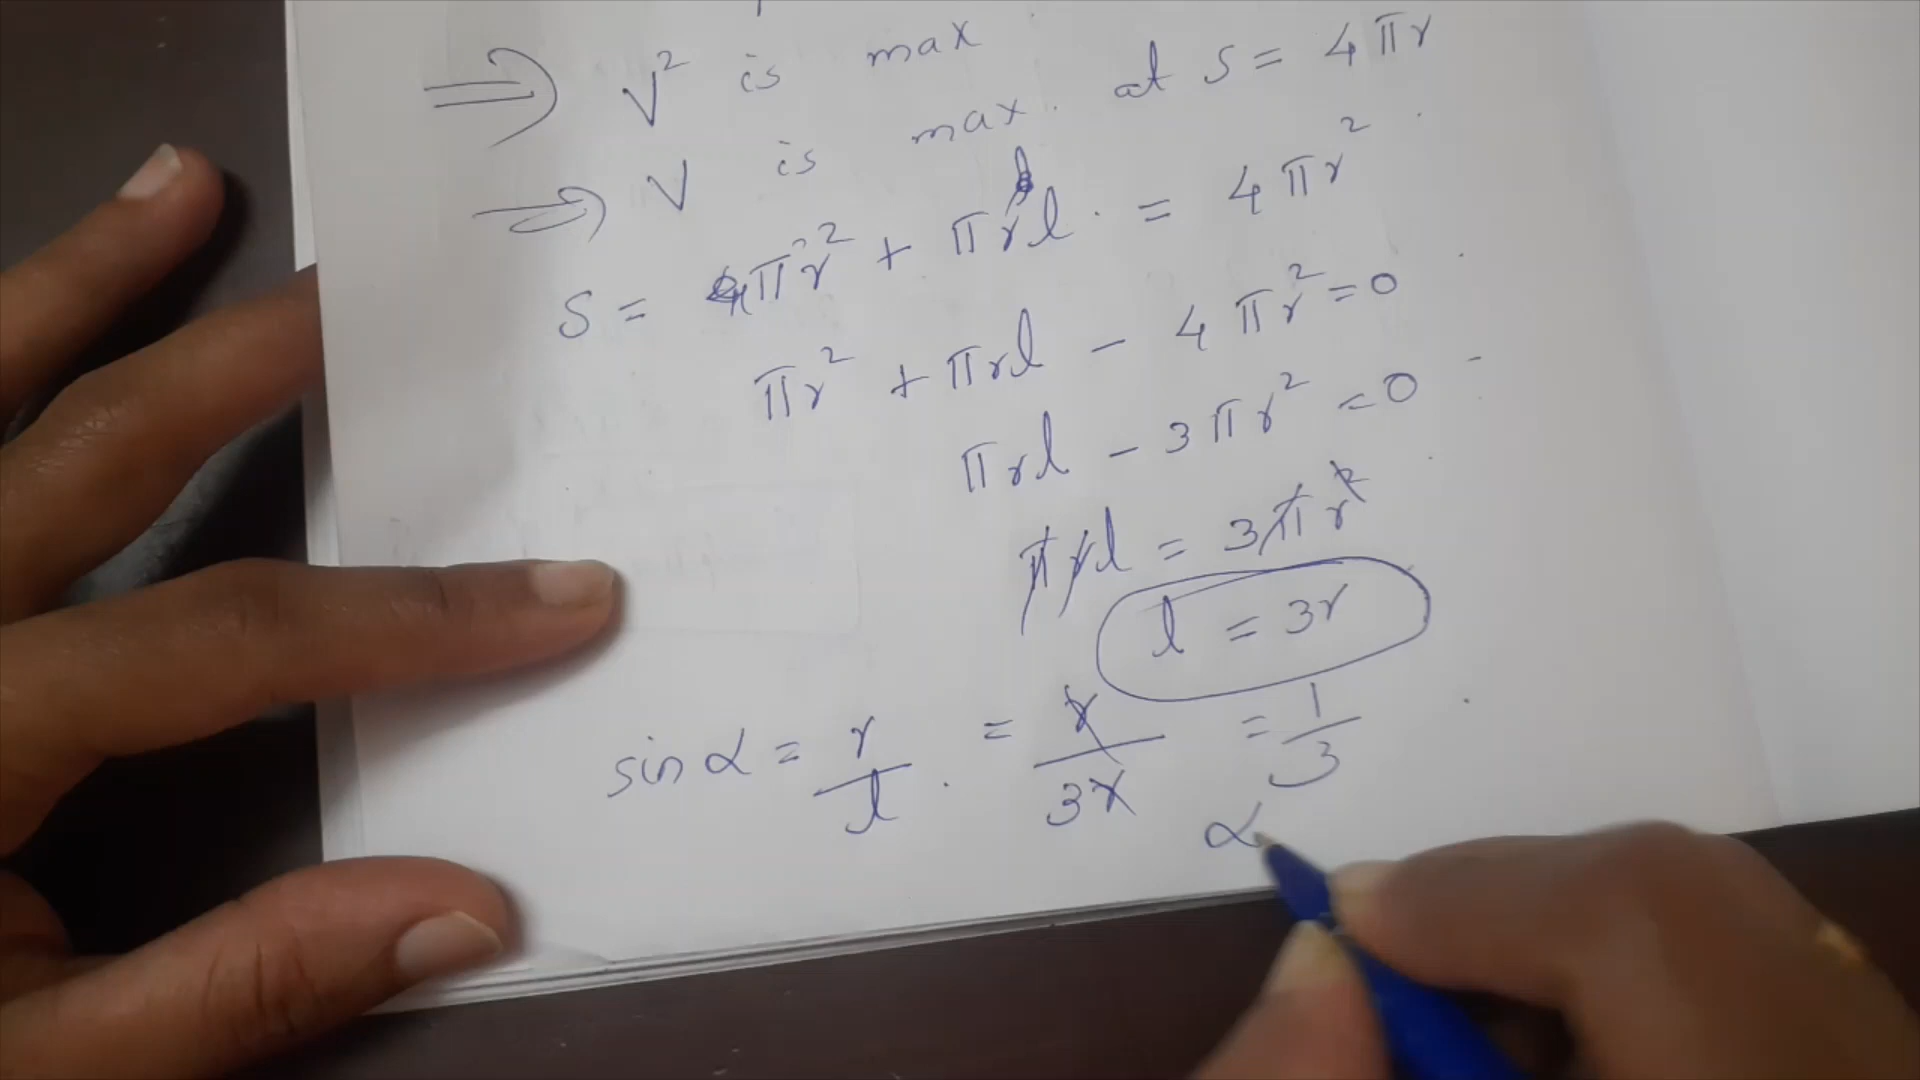 ⇒ V² is max
⇒ V is max. at S = 4πr
S = πr² + πrl = 4πr²
πr² + πrl - 4πr² = 0
πrl - 3πr² = 0
πrl = 3πr²
l = 3r
sin α = r/l = r/3r = 1/3
α